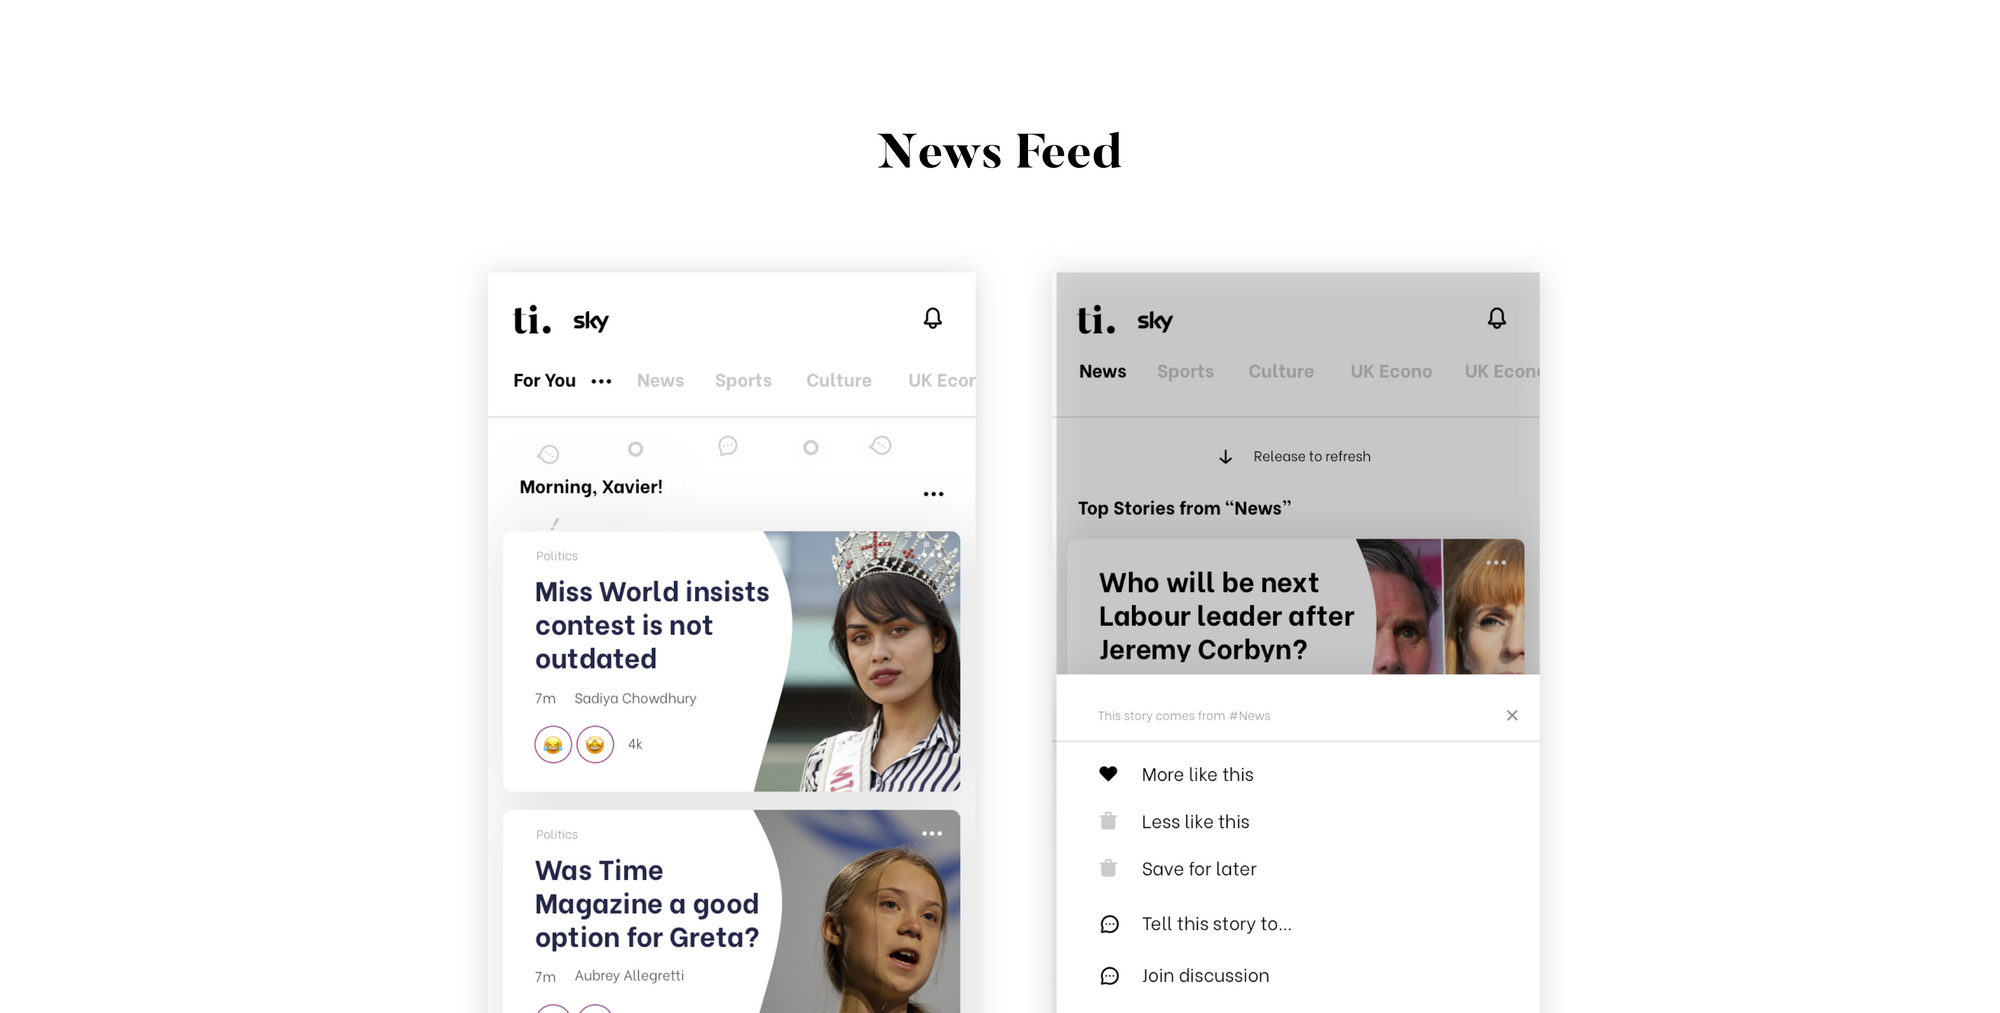 News Feed
ti. sky
For You ••• News Sports Culture UK Econ
Morning, Xavier!
Politics
Miss World insists
contest is not
outdated
7m Sadiya Chowdhury
4k
Politics
Was Time
Magazine a good
option for Greta?
7m Aubrey Allegretti
ti. sky
News Sports Culture UK Econo UK Econo
Release to refresh
Top Stories from “News”
Who will be next
Labour leader after
Jeremy Corbyn?
This story comes from #News
More like this
Less like this
Save for later
Tell this story to...
Join discussion